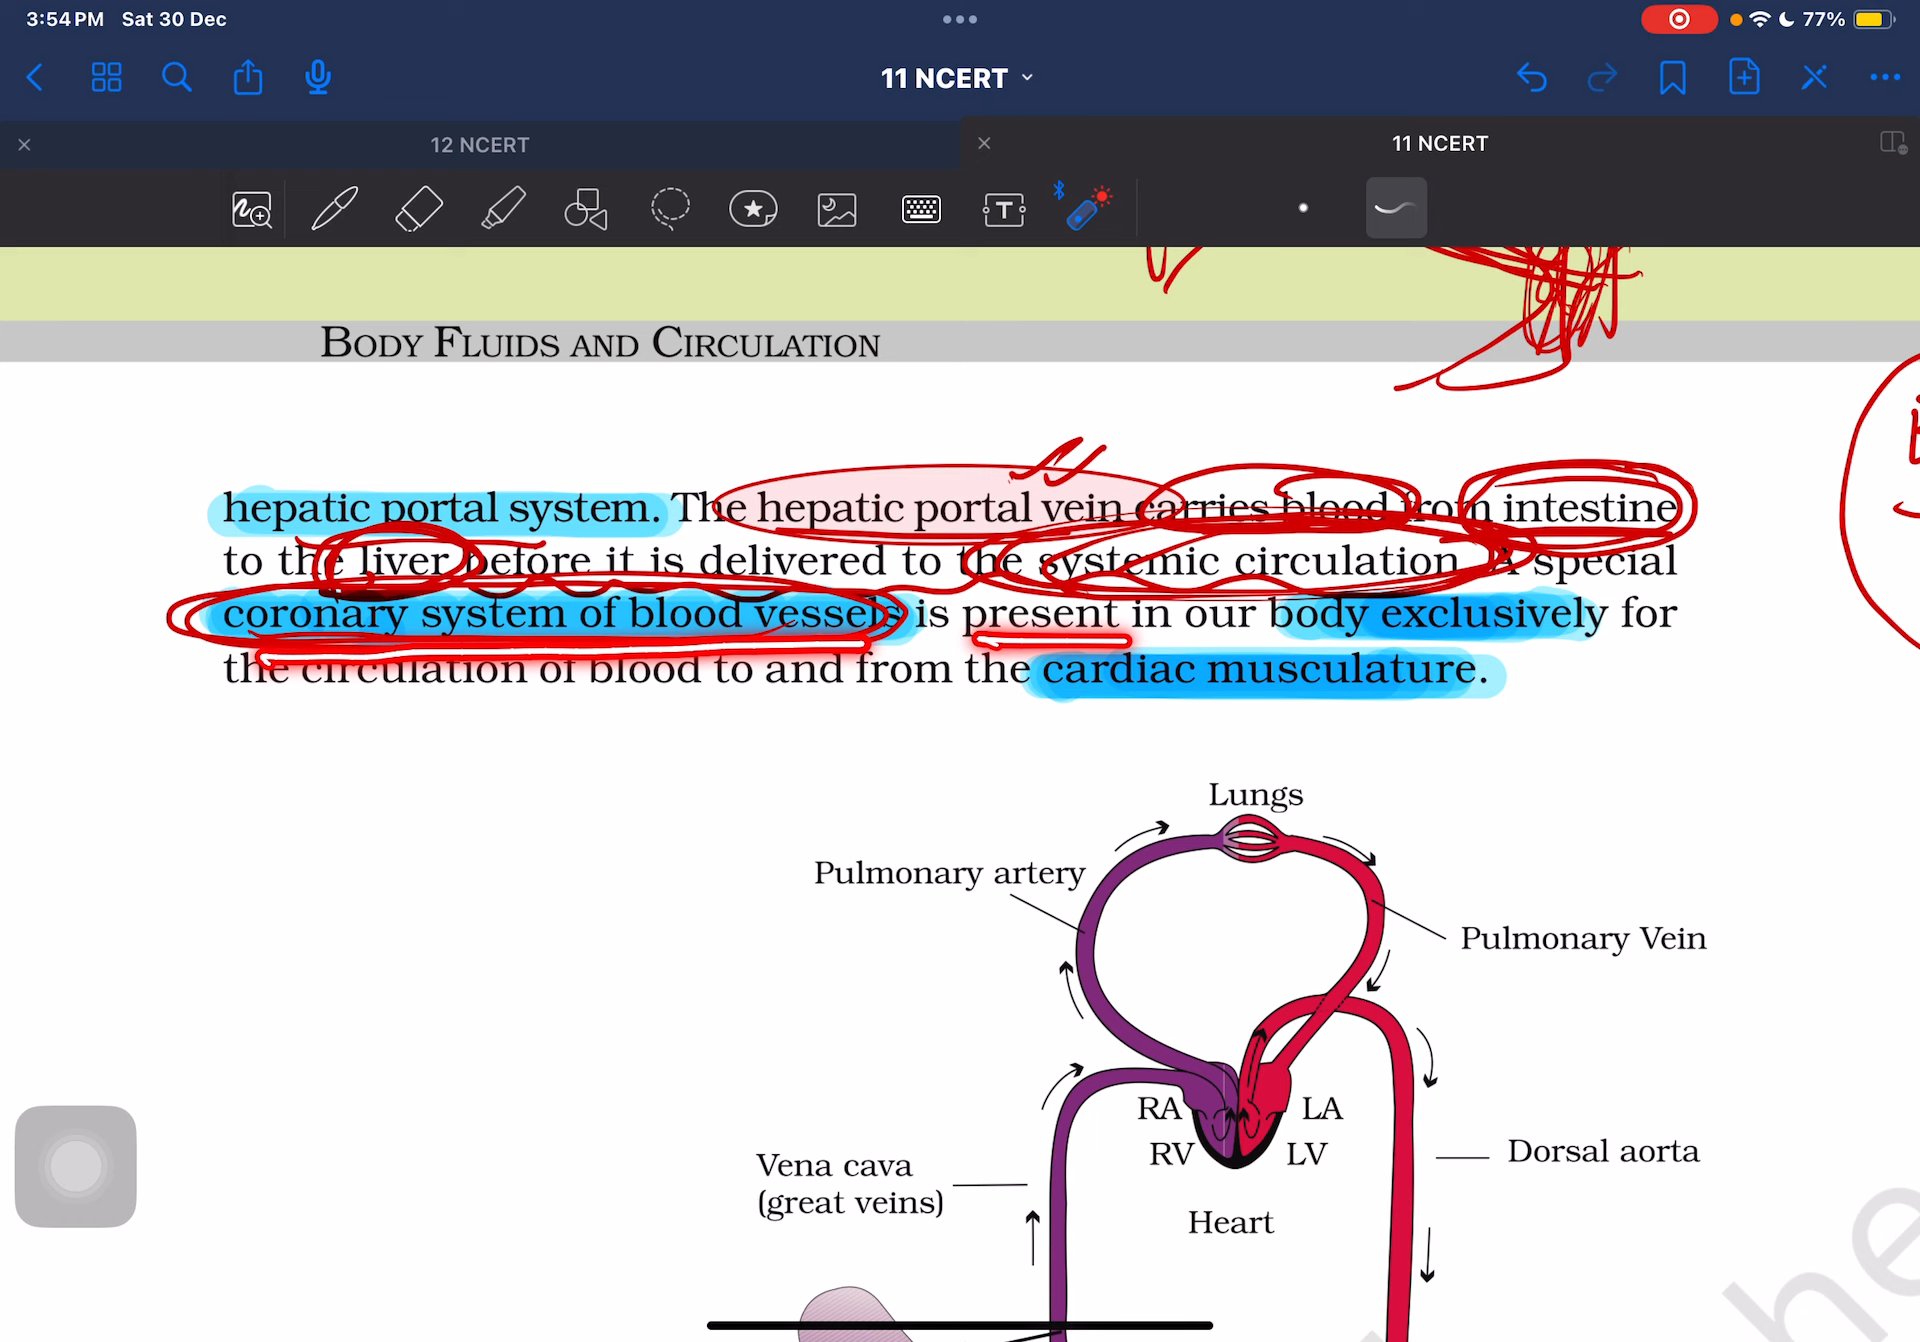 3:54 PM Sat 30 Dec
77%
11 NCERT
12 NCERT
11 NCERT
BODY FLUIDS AND CIRCULATION
hepatic portal system. The hepatic portal vein carries blood from intestine
to the liver before it is delivered to the systemic circulation. A special
coronary system of blood vessels is present in our body exclusively for
the circulation of blood to and from the cardiac musculature.
Lungs
Pulmonary artery
Pulmonary Vein
RA
LA
RV
LV
Dorsal aorta
Vena cava
(great veins)
Heart
he